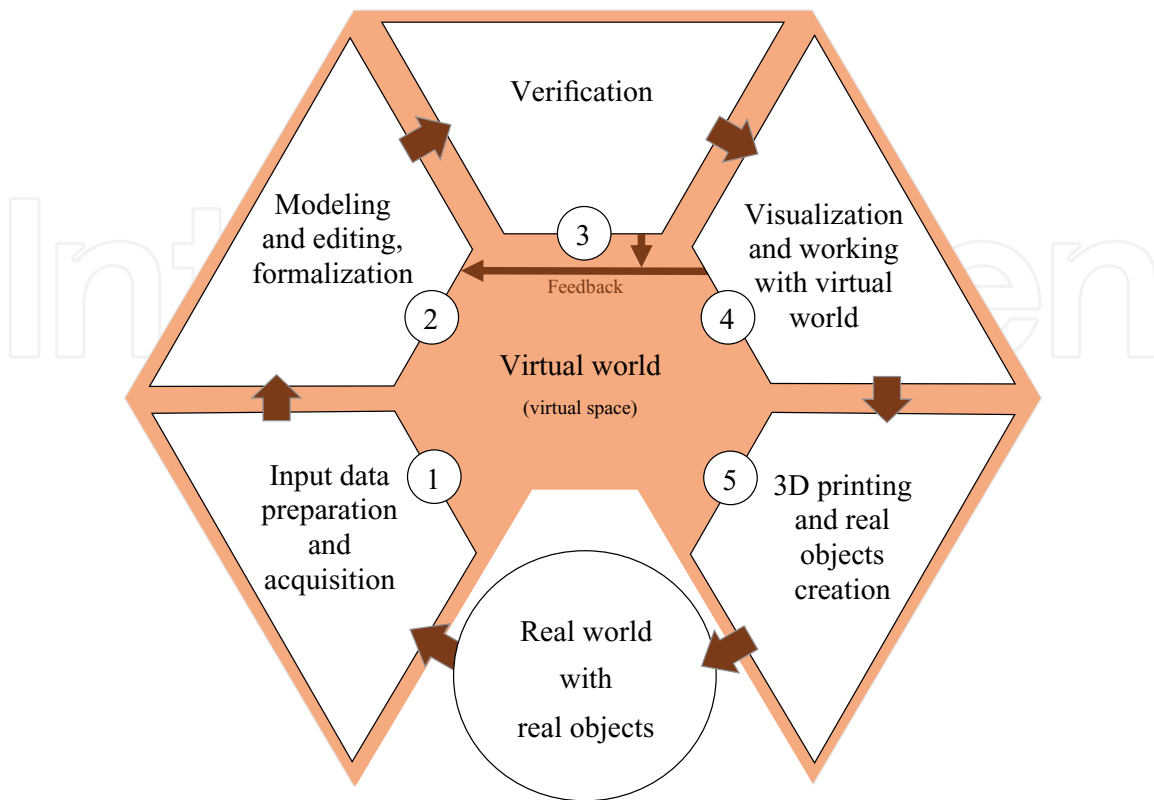 Verification
Modeling
and editing,
formalization
3
Visualization
and working
with virtual
world
Feedback
2
4
Virtual world
(virtual space)
1
5
Input data
preparation
and
acquisition
3D printing
and real
objects
creation
Real world
with
real objects